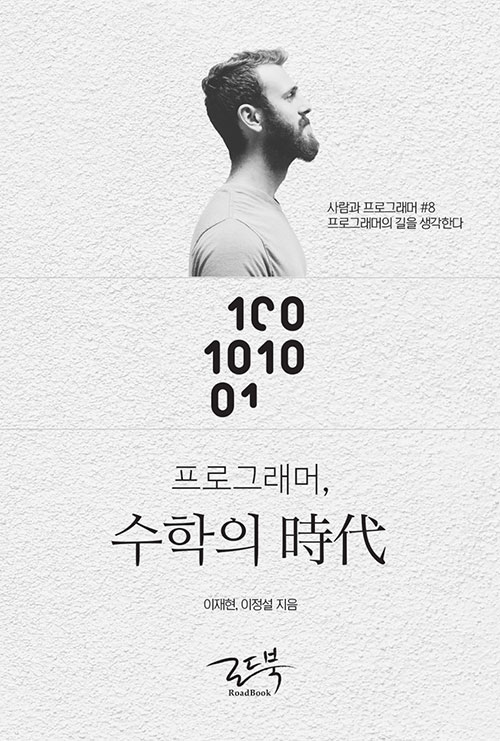 사람과 프로그래머 #8
프로그래머의 길을 생각한다
100
1010
01
프로그래머,
수학의 時代
이재현, 이정설 지음
로드북
RoadBook